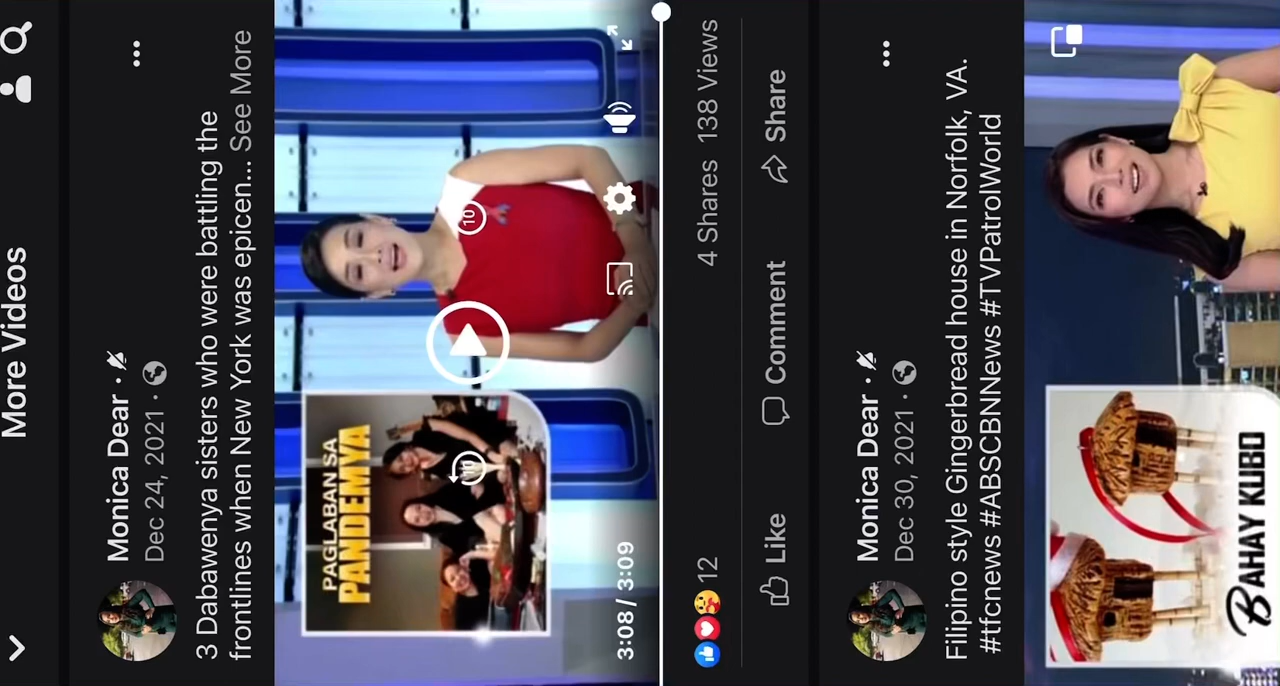 More Videos
Monica Dear ·
Dec 24, 2021 ·
3 Dabawenya sisters who were battling the
frontlines when New York was epicen... See More
PAGLABAN SA
PANDEMYA
10
10
3:08 / 3:09
12
4 Shares 138 Views
Like
Comment
Share
Monica Dear ·
Dec 30, 2021 ·
Filipino style Gingerbread house in Norfolk, VA.
#tfcnews #ABSCBNNews #TVPatrolWorld
BAHAY KUBO